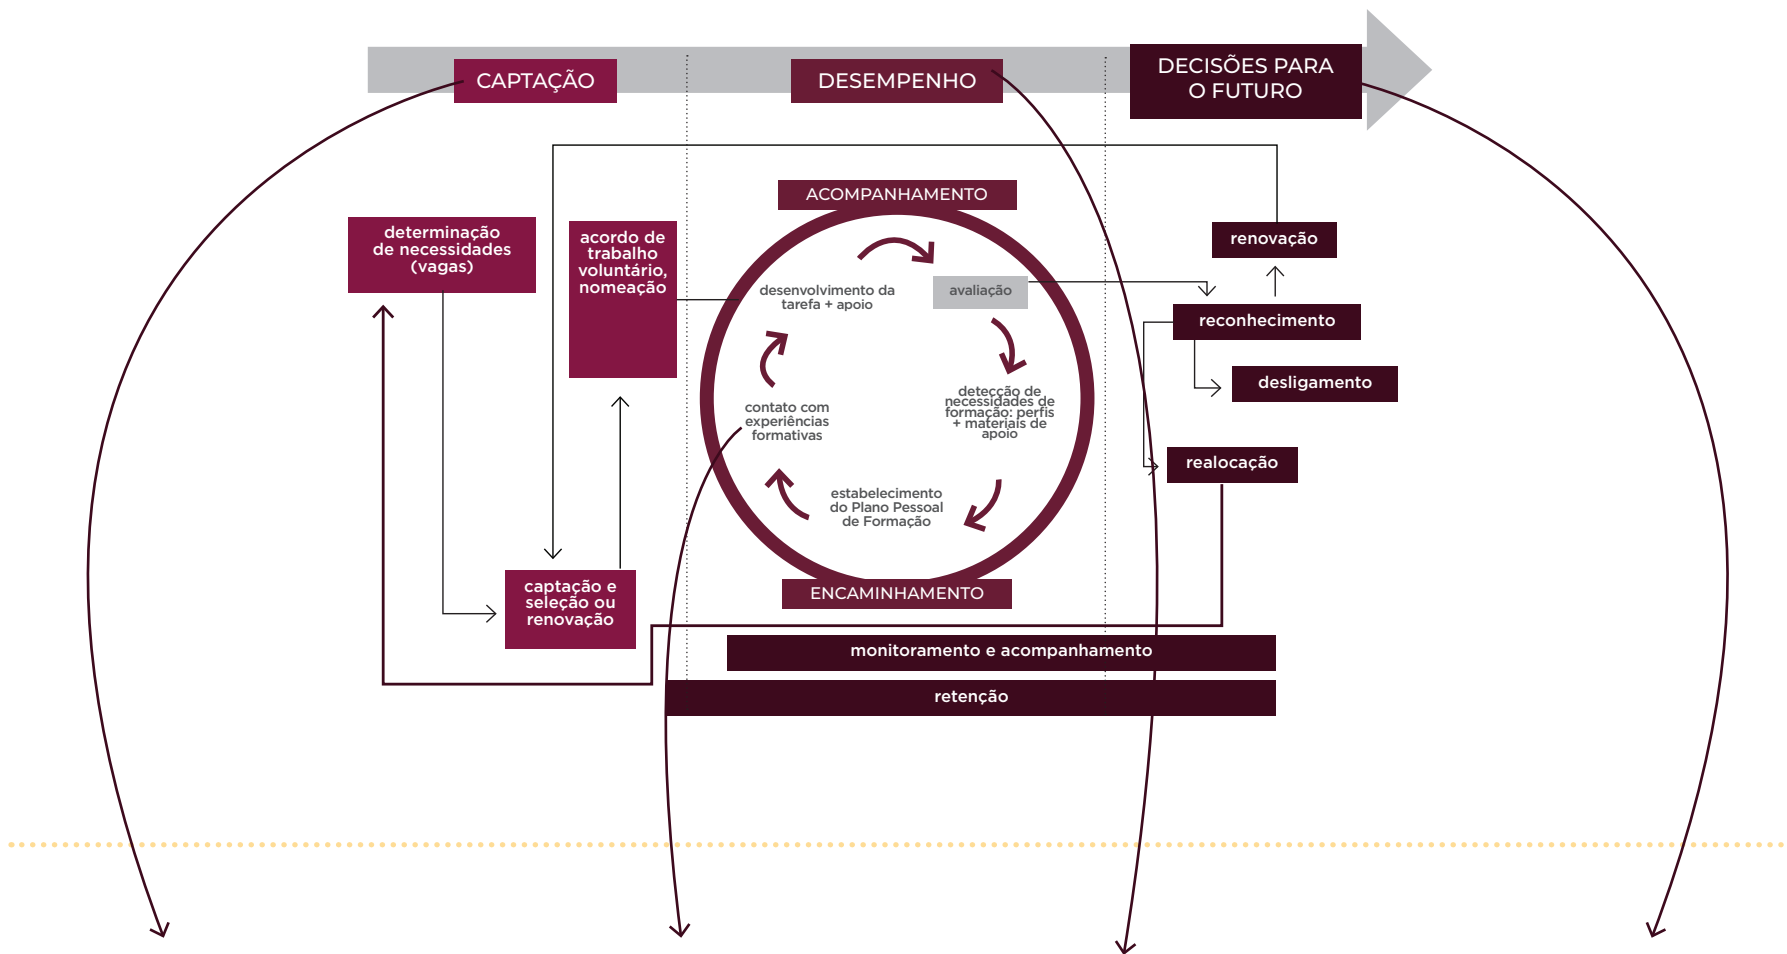 CAPTAÇÃO
DESEMPENHO
DECISÕES PARA
O FUTURO
determinação
de necessidades
(vagas)
acordo de
trabalho
voluntário,
nomeação
captação e
seleção ou
renovação
ACOMPANHAMENTO
desenvolvimento da
tarefa + apoio
avaliação
detecção de
necessidades de
formação: perfis
+ materiais de
apoio
estabelecimento
do Plano Pessoal
de Formação
contato com
experiências
formativas
ENCAMINHAMENTO
renovação
reconhecimento
desligamento
realocação
monitoramento e acompanhamento
retenção